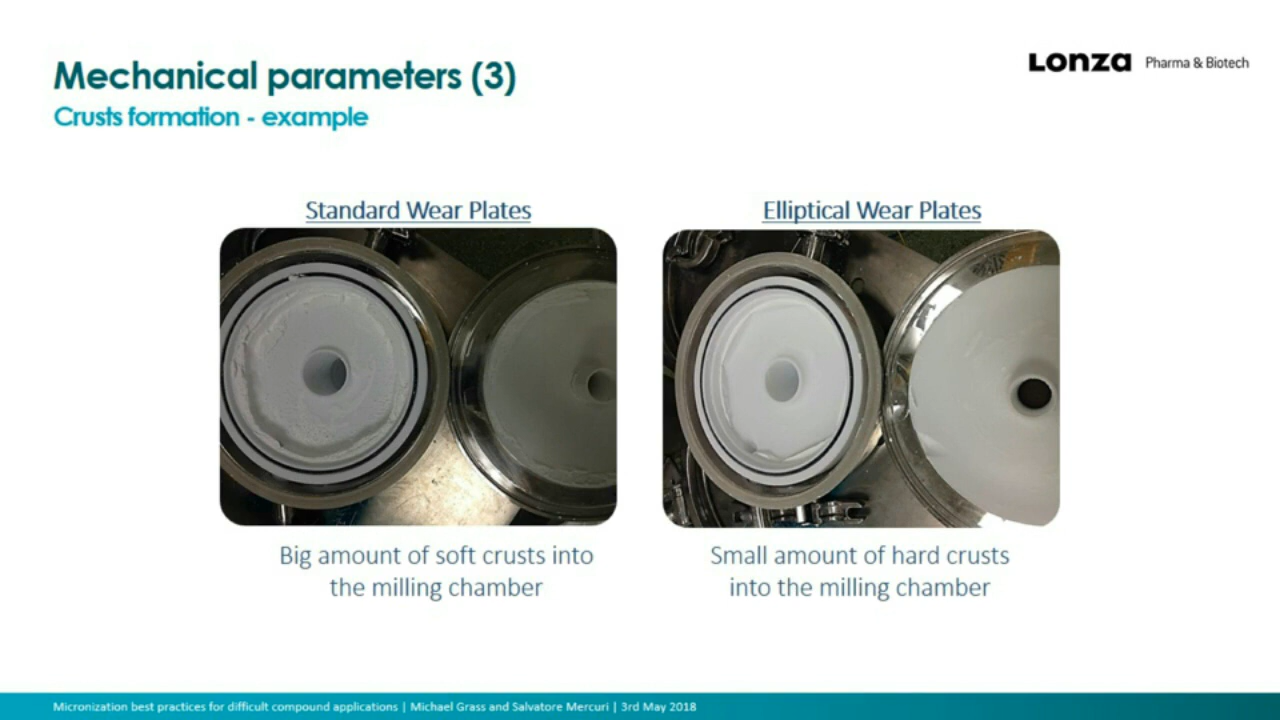 Mechanical parameters (3)
Lonza Pharma & Biotech
Crusts formation - example
Standard Wear Plates
Elliptical Wear Plates
Big amount of soft crusts into
the milling chamber
Small amount of hard crusts
into the milling chamber
Micronization best practices for difficult compound applications | Michael Grass and Salvatore Mercuri | 3rd May 2018